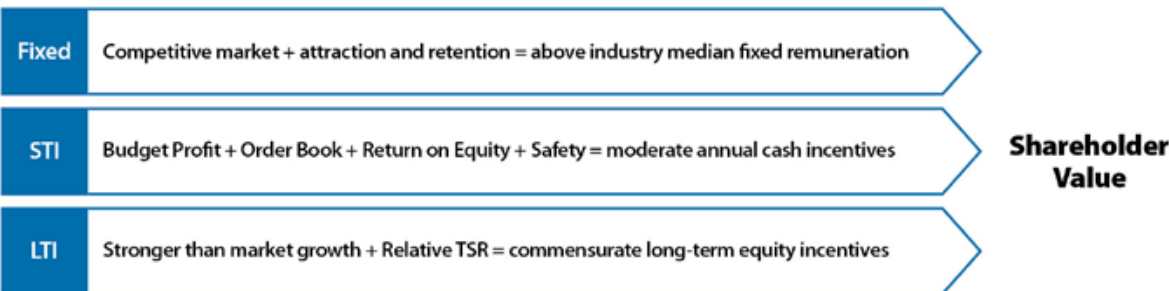 Fixed
Competitive market + attraction and retention = above industry median fixed remuneration
STI
Budget Profit + Order Book + Return on Equity + Safety = moderate annual cash incentives
LTI
Stronger than market growth + Relative TSR = commensurate long-term equity incentives
Shareholder
Value